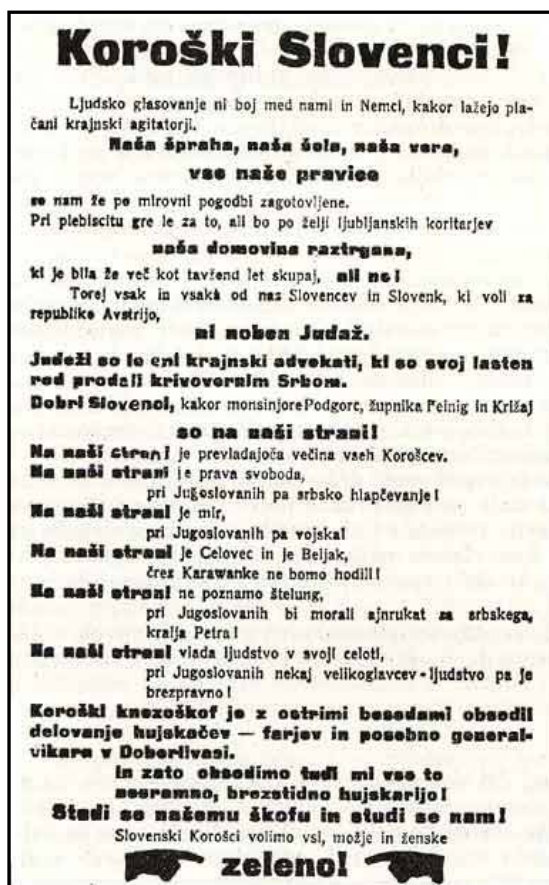 Koroški Slovenci!
Ljudsko glasovanje ni boj med nami in Nemci, kakor lažejo pla-
čani krajnski agitatorji.
Naša špraha, naša šola, naša vera,
vse naše pravice
so nam že po mirovni pogodbi zagotovljene.
Pri plebiscitu gre le za to, ali bo po želji ljubljanskih koritarjev
naša domovina raztrgana,
ki je bila že več kot tavžend let skupaj, ali ne!
Torej vsak in vsaka od nas Slovencev in Slovenk, ki voli za
republiko Avstrijo,
ni noben Judaž.
Judeži so le eni krajnski advekati, ki so svoj lasten
rod prodali krivovernim Srbom.
Dobri Slovenci, kakor monsinjore Podgorc, župnika Feinig in Križaj
so na naši strani!
Na naši strani je prevladajoča večina vseh Korošcev.
Na naši strani je prava svoboda,
pri Jugoslovanih pa srbsko hlapčevanje!
Na naši strani je mir,
pri Jugoslovanih pa vojska!
Na naši strani je Celovec in je Beljak,
črez Karawanke ne bomo hodili!
Na naši strani ne poznamo štelung,
pri Jugoslovanih bi morali ajnrukat za srbskega,
kralja Petra!
Na naši strani vlada ljudstvo v svoji celoti,
pri Jugoslovanih nekaj velikoglavcev - ljudstvo pa je
brezpravno!
Koroški knezoškof je z ostrimi besedami obsodil
delovanje hujskačev — farjev in posebno general-
vikara v Doberlivasi.
In zato obsodimo tudi mi vso to
nesramno, brezstidno hujskarijo!
Studi se našemu škofu in studi se nam!
Slovenski Korošci volimo vsi, možje in ženske
zeleno!